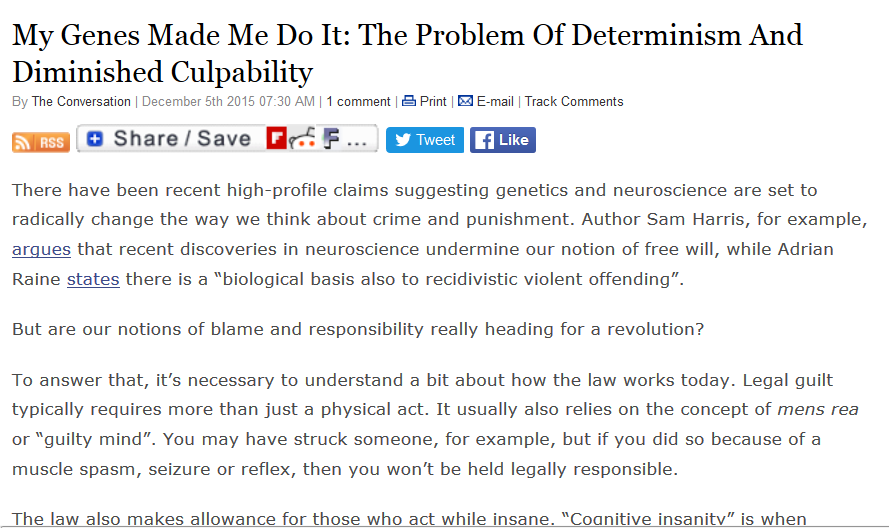 My Genes Made Me Do It: The Problem Of Determinism And
Diminished Culpability
By The Conversation | December 5th 2015 07:30 AM | 1 comment | Print | E-mail | Track Comments
RSS Share / Save F ... Tweet Like
There have been recent high-profile claims suggesting genetics and neuroscience are set to
radically change the way we think about crime and punishment. Author Sam Harris, for example,
argues that recent discoveries in neuroscience undermine our notion of free will, while Adrian
Raine states there is a “biological basis also to recidivistic violent offending”.
But are our notions of blame and responsibility really heading for a revolution?
To answer that, it’s necessary to understand a bit about how the law works today. Legal guilt
typically requires more than just a physical act. It usually also relies on the concept of mens rea
or “guilty mind”. You may have struck someone, for example, but if you did so because of a
muscle spasm, seizure or reflex, then you won’t be held legally responsible.
The law also makes allowance for those who act while insane. “Cognitive insanity” is when